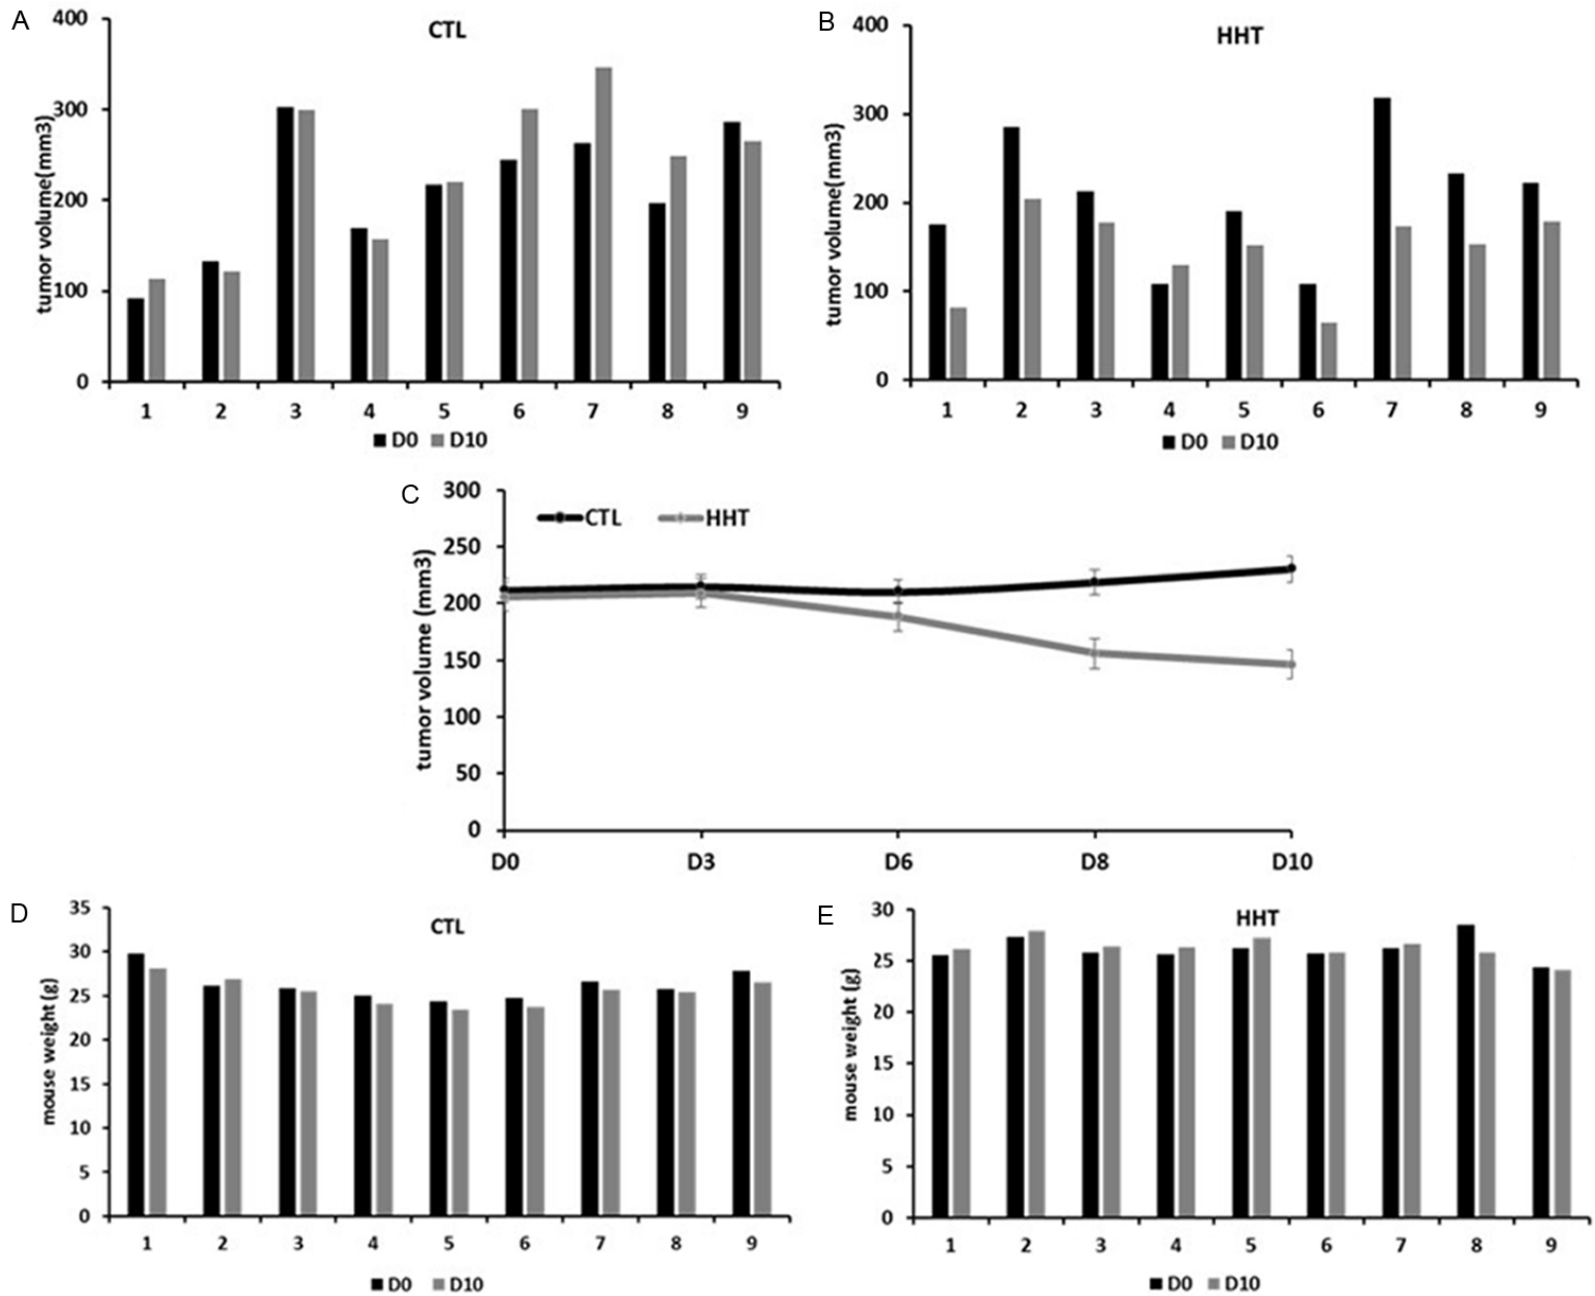 A
CTL
tumor volume(mm3)
400
300
200
100
0
1 2 3 4 5 6 7 8 9
D0 D10
B
HHT
tumor volume(mm3)
400
300
200
100
0
1 2 3 4 5 6 7 8 9
D0 D10
C
CTL HHT
tumor volume (mm3)
300
250
200
150
100
50
0
D0 D3 D6 D8 D10
D
CTL
mouse weight (g)
35
30
25
20
15
10
5
0
1 2 3 4 5 6 7 8 9
D0 D10
E
HHT
mouse weight (g)
30
25
20
15
10
5
0
1 2 3 4 5 6 7 8 9
D0 D10